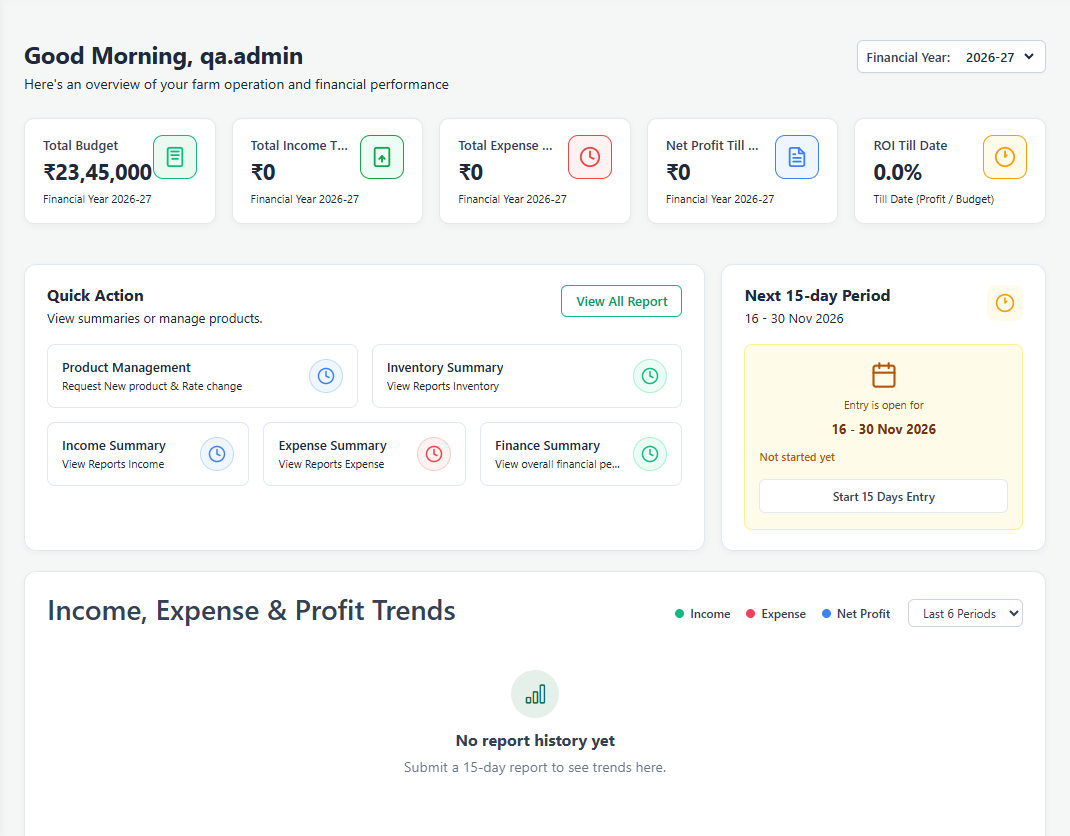 Good Morning, qa.admin
Here's an overview of your farm operation and financial performance
Financial Year: 2026-27
Total Budget
₹23,45,000
Financial Year 2026-27
Total Income T...
₹0
Financial Year 2026-27
Total Expense ...
₹0
Financial Year 2026-27
Net Profit Till ...
₹0
Financial Year 2026-27
ROI Till Date
0.0%
Till Date (Profit / Budget)
Quick Action
View summaries or manage products.
View All Report
Product Management
Request New product & Rate change
Inventory Summary
View Reports Inventory
Income Summary
View Reports Income
Expense Summary
View Reports Expense
Finance Summary
View overall financial pe...
Next 15-day Period
16 - 30 Nov 2026
Entry is open for
16 - 30 Nov 2026
Not started yet
Start 15 Days Entry
Income, Expense & Profit Trends
Income
Expense
Net Profit
Last 6 Periods
No report history yet
Submit a 15-day report to see trends here.